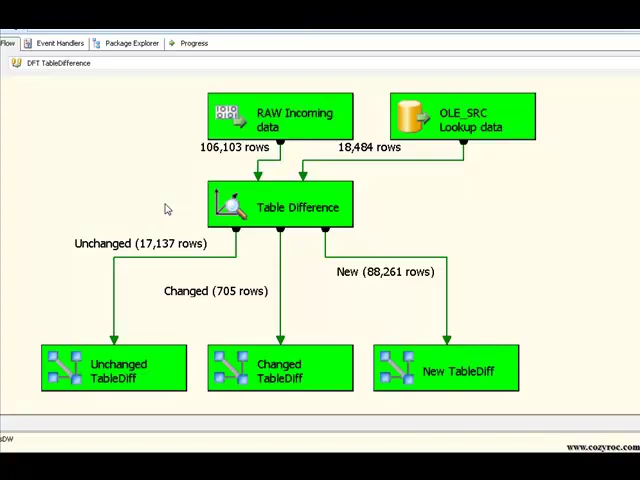 Flow Event Handlers Package Explorer Progress
DFT TableDifference
RAW Incoming
data
OLE_SRC
Lookup data
106,103 rows
18,484 rows
Table Difference
Unchanged (17,137 rows)
Changed (705 rows)
New (88,261 rows)
Unchanged
TableDiff
Changed
TableDiff
New TableDiff
sDW
www.cozyroc.com